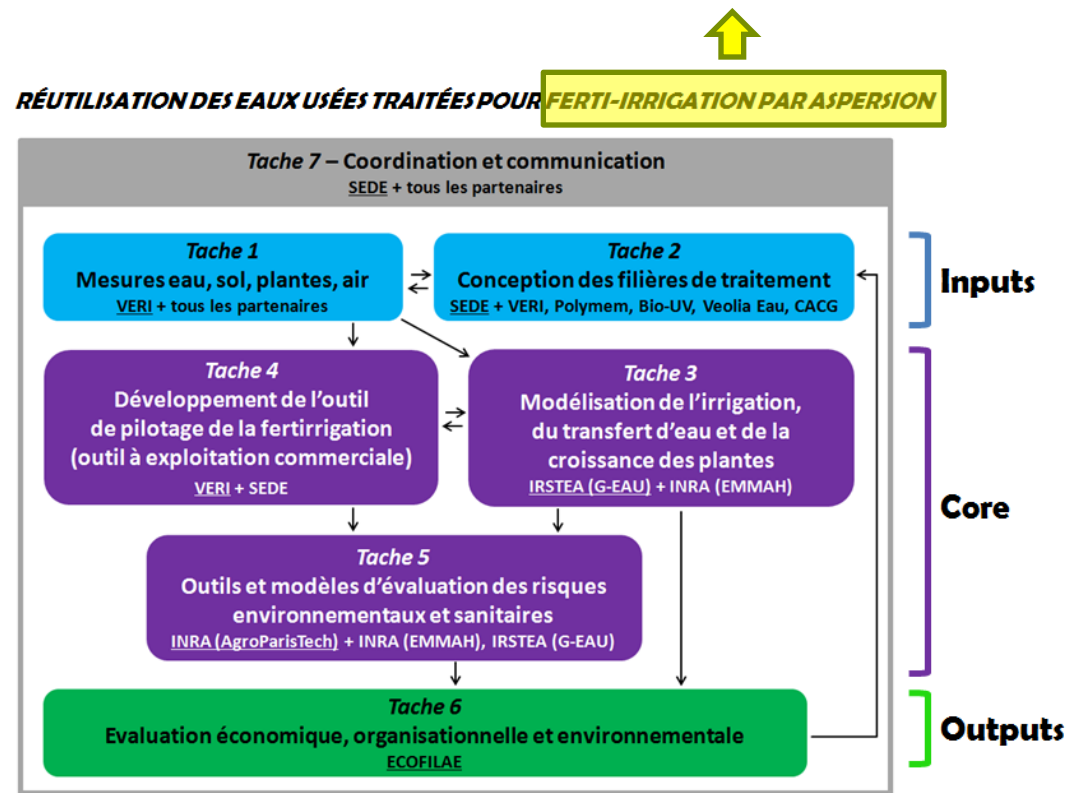 RÉUTILISATION DES EAUX USÉES TRAITÉES POUR FERTI-IRRIGATION PAR ASPERSION
Tache 7 – Coordination et communication
SEDE + tous les partenaires
Tache 1
Mesures eau, sol, plantes, air
VERI + tous les partenaires
Tache 2
Conception des filières de traitement
SEDE + VERI, Polymem, Bio-UV, Veolia Eau, CACG
Inputs
Tache 4
Développement de l'outil
de pilotage de la fertirrigation
(outil à exploitation commerciale)
VERI + SEDE
Tache 3
Modélisation de l'irrigation,
du transfert d'eau et de la
croissance des plantes
IRSTEA (G-EAU) + INRA (EMMAH)
Core
Tache 5
Outils et modèles d'évaluation des risques
environnementaux et sanitaires
INRA (AgroParisTech) + INRA (EMMAH), IRSTEA (G-EAU)
Tache 6
Evaluation économique, organisationnelle et environnementale
ECOFILAE
Outputs